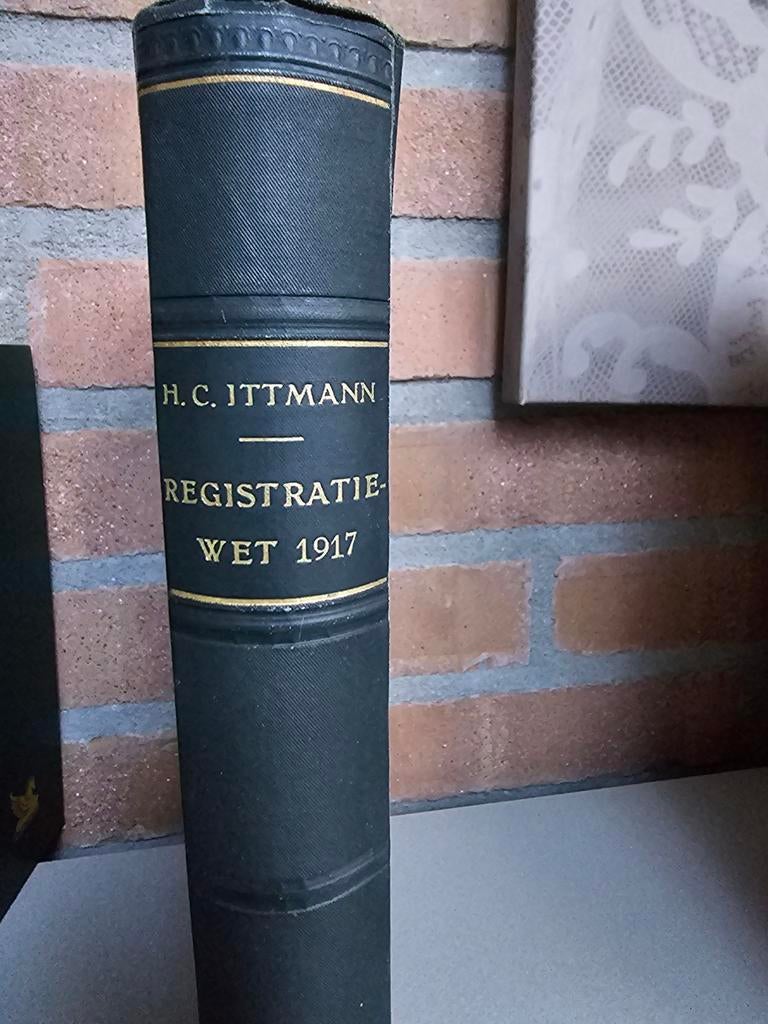 H. C. ITTMANN
REGISTRATIE-
WET 1917